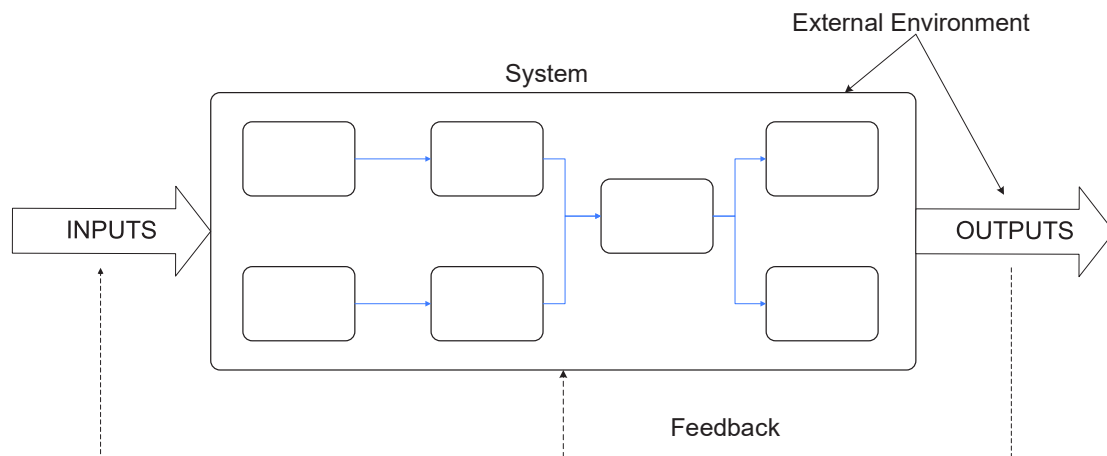 External Environment
System
INPUTS
OUTPUTS
Feedback